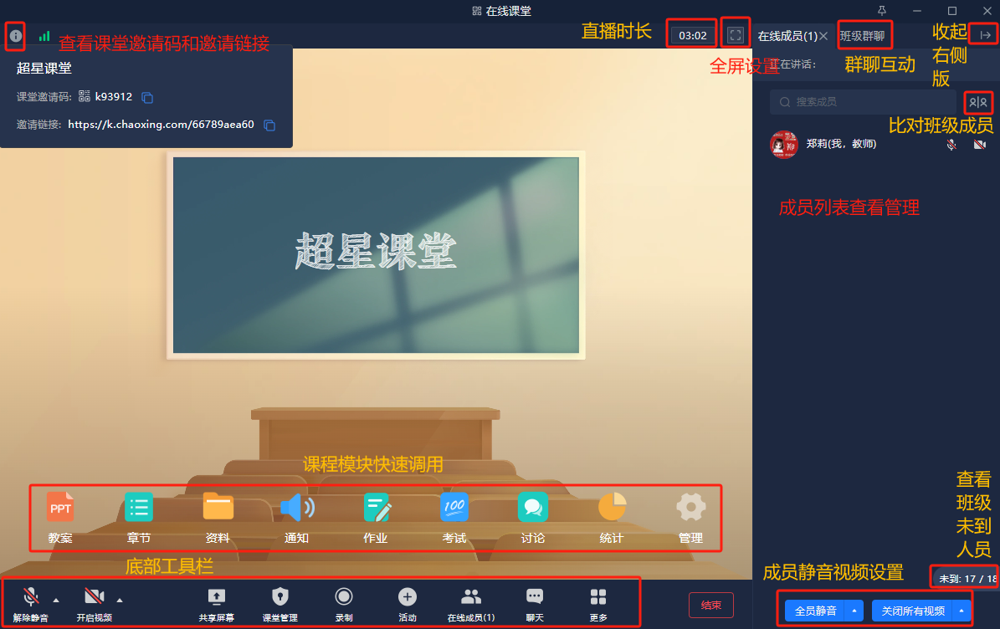 在线课堂
查看课堂邀请码和邀请链接
直播时长
03:02
全屏设置
在线成员(1)
班级群聊
收起
右侧
版
正在讲话:
群聊互动
超星课堂
课堂邀请码: k93912
邀请链接: https://k.chaoxing.com/66789aea60
搜索成员
比对班级成员
郑莉(我，教师)
成员列表查看管理
超星课堂
课程模块快速调用
PPT
100
教案
章节
资料
通知
作业
考试
讨论
统计
管理
底部工具栏
解除静音
开启视频
共享屏幕
课堂管理
录制
活动
在线成员(1)
聊天
更多
结束
查看
班级
未到
人员
成员静音视频设置
未到: 17 / 18
全员静音
关闭所有视频